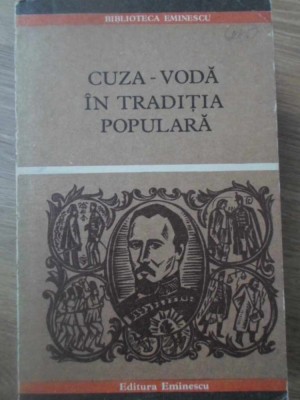 BIBLIOTECA EMINESCU
CUZA-VODĂ
ÎN TRADIȚIA
POPULARĂ
Editura Eminescu